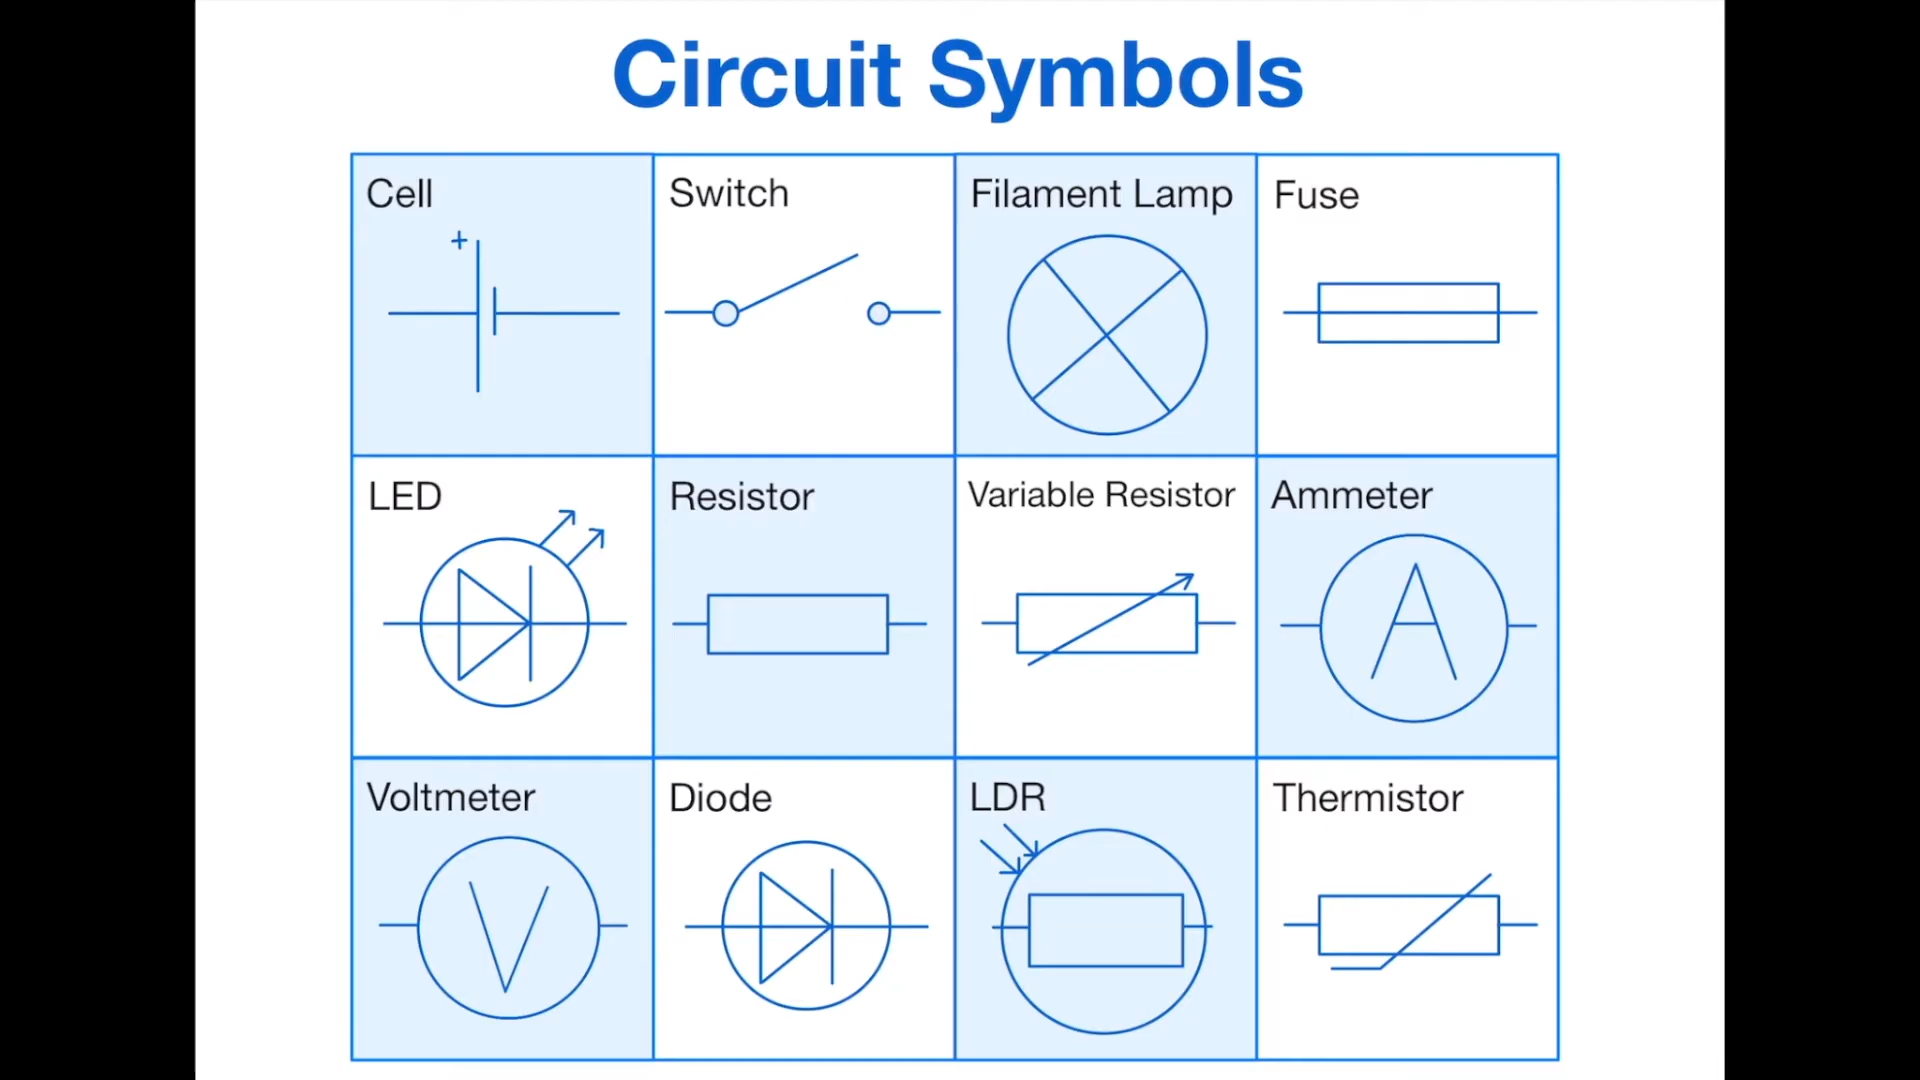 Circuit Symbols
Cell
Switch
Filament Lamp
Fuse
+
LED
Resistor
Variable Resistor
Ammeter
A
Voltmeter
Diode
LDR
Thermistor
V